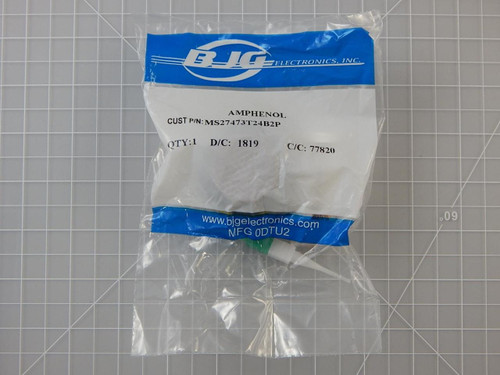 BJG ELECTRONICS, INC.
AMPHENOL
CUST P/N: MS27473T24B2P
QTY:1 D/C: 1819 C/C: 77820
www.bjgelectronics.com
NFG 0DTU2
.09